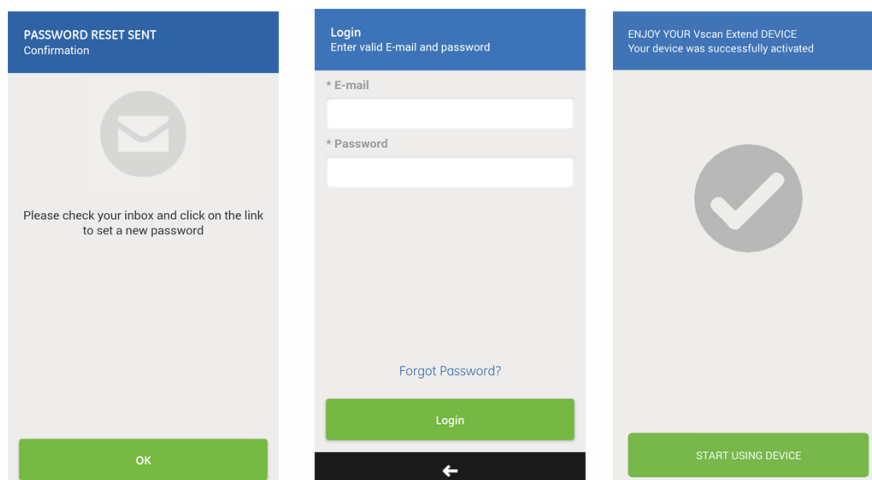 PASSWORD RESET SENT
Confirmation
Please check your inbox and click on the link
to set a new password
OK
Login
Enter valid E-mail and password
* E-mail
* Password
Forgot Password?
Login
ENJOY YOUR Vscan Extend DEVICE
Your device was successfully activated
START USING DEVICE